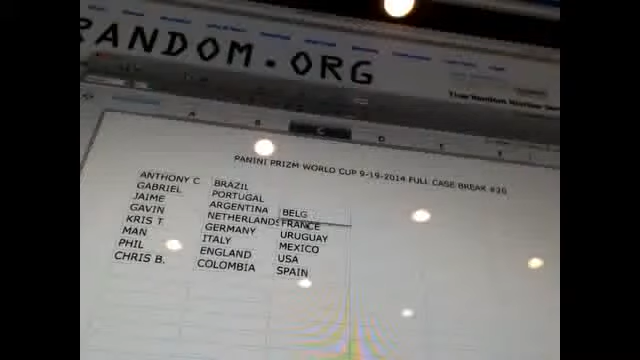 RANDOM.ORG
PANINI PRIZM WORLD CUP 9-19-2014 FULL CASE BREAK #20
ANTHONY C BRAZIL
GABRIEL PORTUGAL
JAIME ARGENTINA BELG
GAVIN NETHERLANDS FRANCE
KRIS T GERMANY URUGUAY
MAN ITALY MEXICO
PHIL ENGLAND USA
CHRIS B. COLOMBIA SPAIN